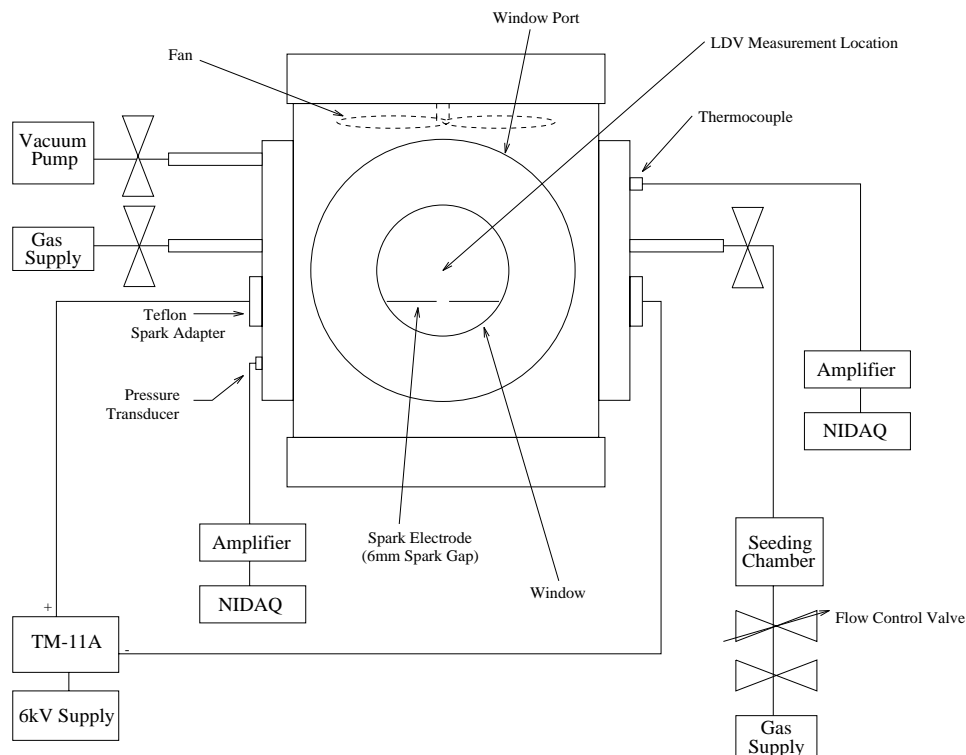 Window Port
LDV Measurement Location
Fan
Thermocouple
Vacuum
Pump
Gas
Supply
Teflon
Spark Adapter
Pressure
Transducer
Amplifier
NIDAQ
Amplifier
NIDAQ
Spark Electrode
(6mm Spark Gap)
Window
Seeding
Chamber
Flow Control Valve
+
TM-11A
-
6kV Supply
Gas
Supply